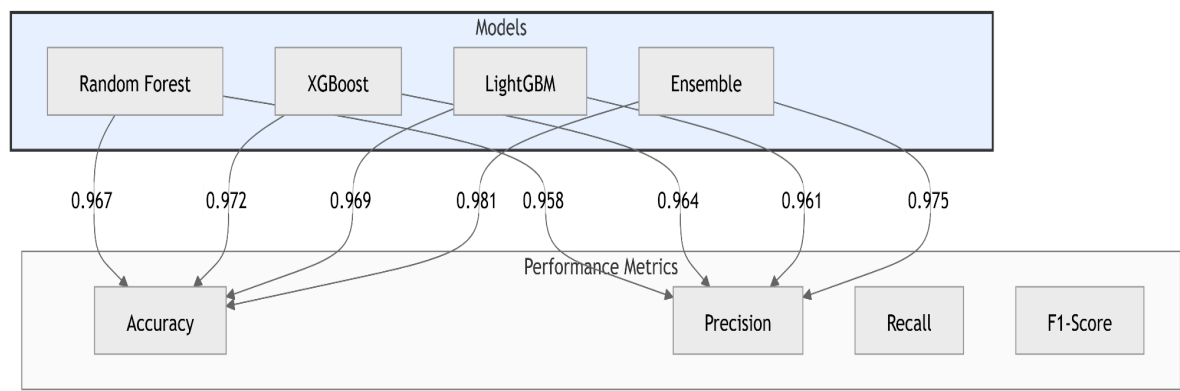 Models
Random Forest
XGBoost
LightGBM
Ensemble
0.967
0.972
0.969
0.981
0.958
0.964
0.961
0.975
Performance Metrics
Accuracy
Precision
Recall
F1-Score